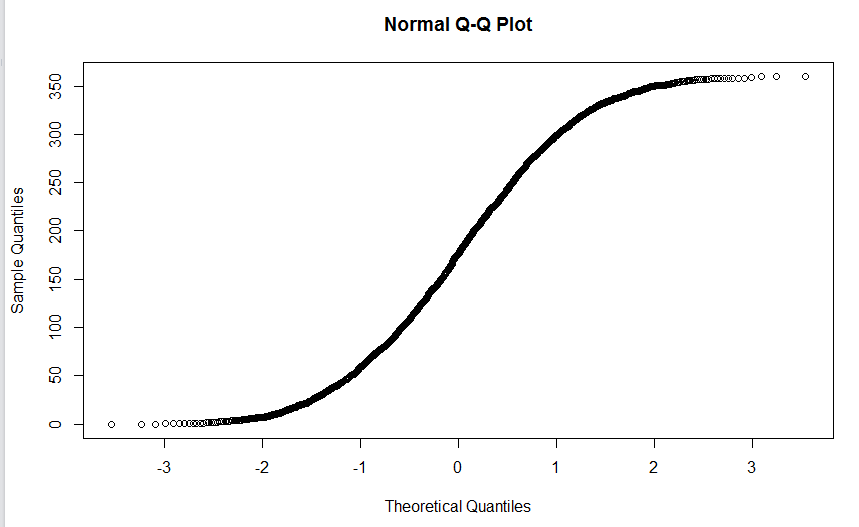 Normal Q-Q Plot
Sample Quantiles
350
300
250
200
150
100
50
0
-3 -2 -1 0 1 2 3
Theoretical Quantiles